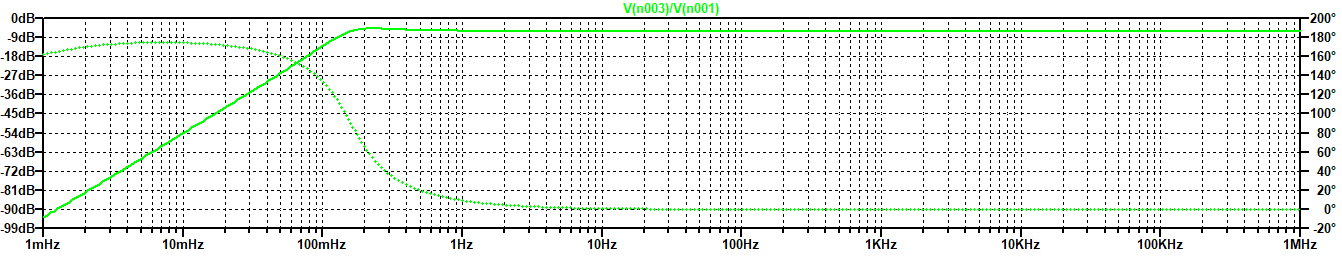 V(n003)/V(n001)
0dB 200°
-9dB 180°
-18dB 160°
-27dB 140°
-36dB 120°
-45dB 100°
-54dB 80°
-63dB 60°
-72dB 40°
-81dB 20°
-90dB 0°
-99dB -20°
1mHz 10mHz 100mHz 1Hz 10Hz 100Hz 1KHz 10KHz 100KHz 1MHz